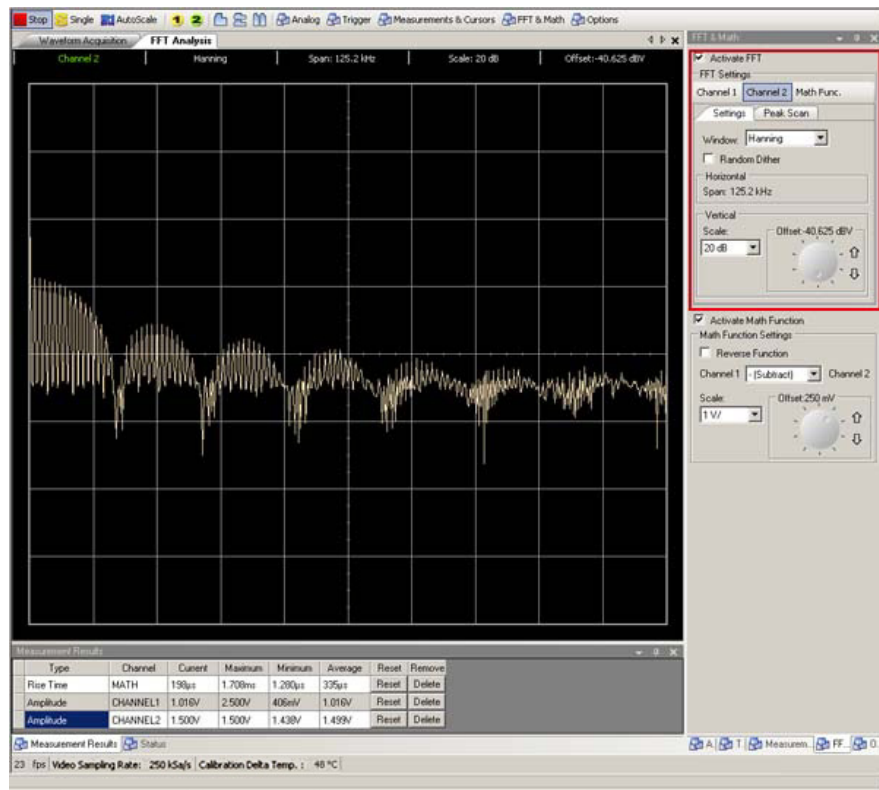 Stop Single AutoScale 1 2 Analog Trigger Measurements & Cursors FFT & Math Options
Waveform Acquisition FFT Analysis
Channel 2 Hanning Span: 125.2 kHz Scale: 20 dB Offset:-40.625 dBV
FFT & Math
Activate FFT
FFT Settings
Channel 1 Channel 2 Math Func.
Settings Peak Scan
Window: Hanning
Random Dither
Horizontal
Span: 125.2 kHz
Vertical
Scale: Offset:-40.625 dBV
20 dB
Activate Math Function
Math Function Settings
Reverse Function
Channel 1 - (Subtract) Channel 2
Scale: Offset:250 mV
1 V/
Measurement Results
Type Channel Current Maximum Minimum Average Reset Remove
Rise Time MATH 198µs 1.708ms 1.280µs 335µs Reset Delete
Amplitude CHANNEL1 1.016V 2.500V 406mV 1.016V Reset Delete
Amplitude CHANNEL2 1.500V 1.500V 1.438V 1.499V Reset Delete
Measurement Results Status
A T Measurem.. FF.. O..
23 fps Video Sampling Rate: 250 kSa/s Calibration Delta Temp. : 48 °C